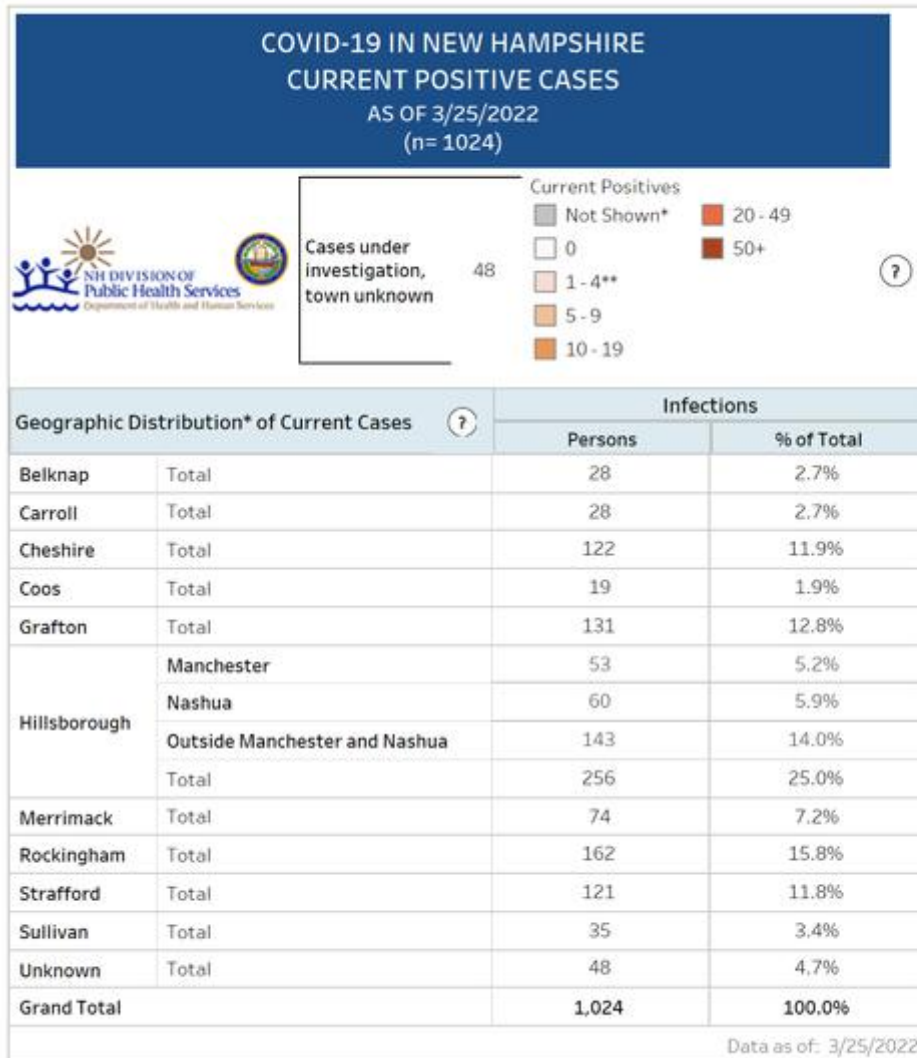 COVID-19 IN NEW HAMPSHIRE
CURRENT POSITIVE CASES
AS OF 3/25/2022
(n= 1024)
NH DIVISION OF
Public Health Services
Department of Health and Human Services
Cases under
investigation,
town unknown
48
Current Positives
Not Shown*
0
1 - 4**
5 - 9
10 - 19
20 - 49
50+
?
Geographic Distribution* of Current Cases ? Infections
Persons % of Total
Belknap Total 28 2.7%
Carroll Total 28 2.7%
Cheshire Total 122 11.9%
Coos Total 19 1.9%
Grafton Total 131 12.8%
Hillsborough
Manchester 53 5.2%
Nashua 60 5.9%
Outside Manchester and Nashua 143 14.0%
Total 256 25.0%
Merrimack Total 74 7.2%
Rockingham Total 162 15.8%
Strafford Total 121 11.8%
Sullivan Total 35 3.4%
Unknown Total 48 4.7%
Grand Total 1,024 100.0%
Data as of: 3/25/2022